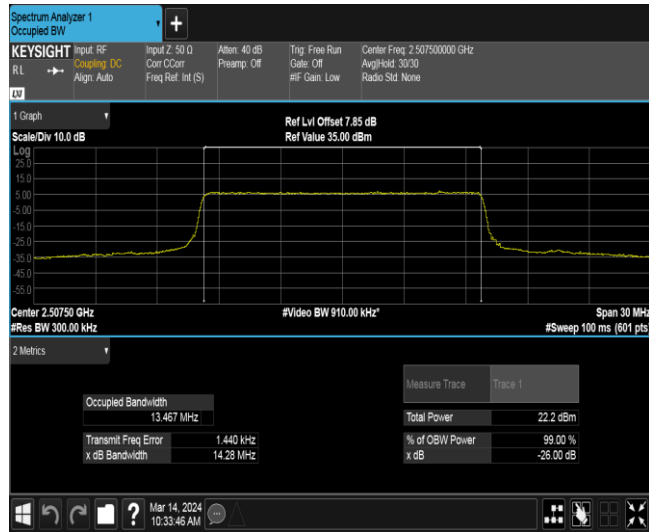 Spectrum Analyzer 1
Occupied BW
+
KEYSIGHT
RL
LXI
Input: RF
Coupling: DC
Align: Auto
Input Z: 50 Ω
Corr CCorr
Freq Ref: Int (S)
Atten: 40 dB
Preamp: Off
Trig: Free Run
Gate: Off
#IF Gain: Low
Center Freq: 2.507500000 GHz
Avg|Hold: 30/30
Radio Std: None
1 Graph
Scale/Div 10.0 dB
Ref Lvl Offset 7.85 dB
Ref Value 35.00 dBm
Log
25.0
15.0
5.00
-5.00
-15.0
-25.0
-35.0
-45.0
-55.0
Center 2.50750 GHz
#Res BW 300.00 kHz
#Video BW 910.00 kHz*
Span 30 MHz
#Sweep 100 ms (601 pts)
2 Metrics
Measure Trace
Trace 1
Occupied Bandwidth
13.467 MHz
Total Power
22.2 dBm
Transmit Freq Error
1.440 kHz
% of OBW Power
99.00 %
x dB Bandwidth
14.28 MHz
x dB
-26.00 dB
?
Mar 14, 2024
10:33:46 AM